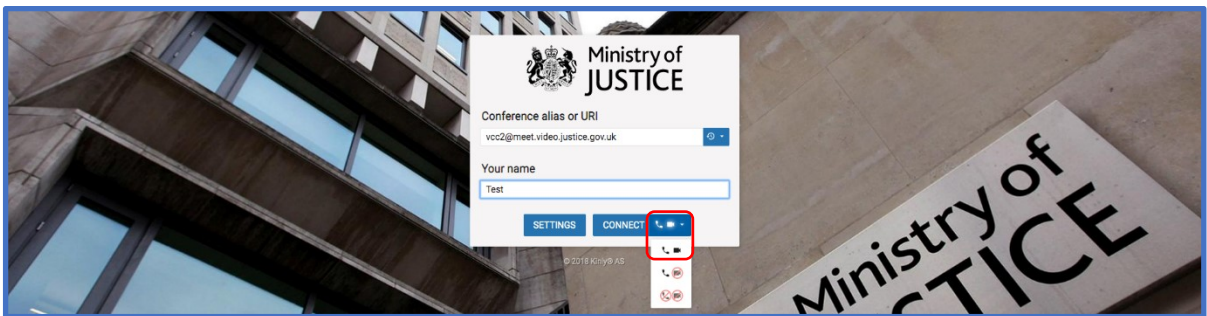 Ministry of
JUSTICE
Conference alias or URI
vcc2@meet.video.justice.gov.uk
Your name
Test
SETTINGS
CONNECT
© 2018 Kinly® AS
Ministry of
JUSTICE